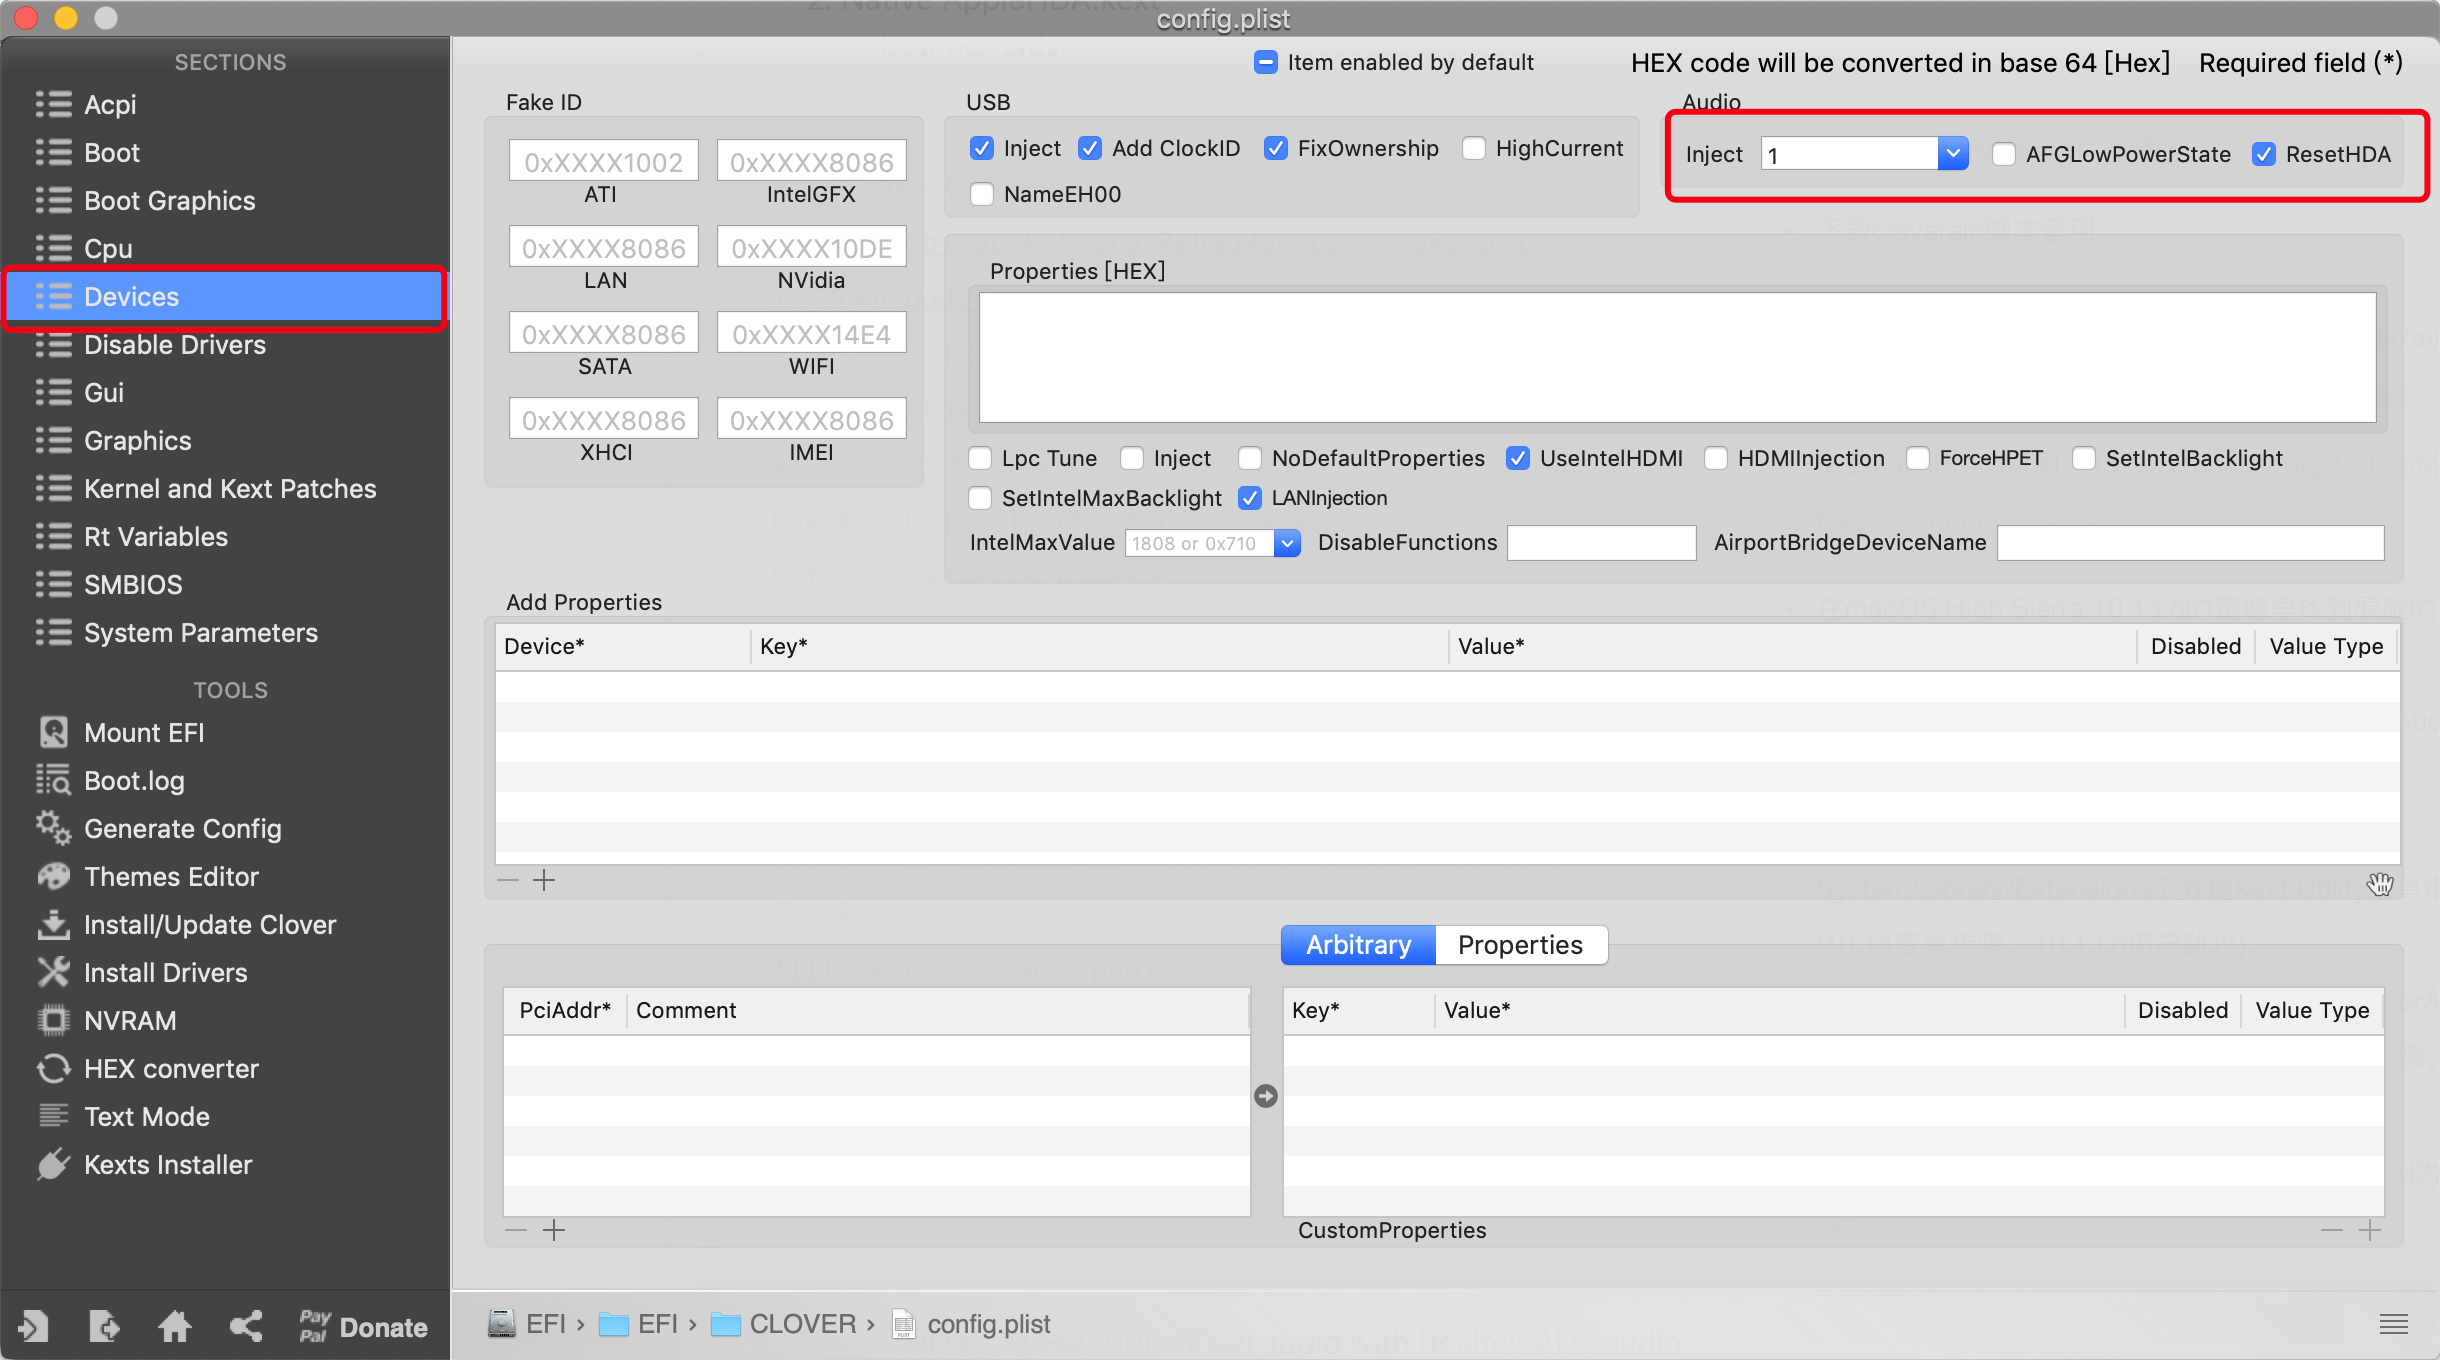 config.plist
SECTIONS
Acpi
Boot
Boot Graphics
Cpu
Devices
Disable Drivers
Gui
Graphics
Kernel and Kext Patches
Rt Variables
SMBIOS
System Parameters
TOOLS
Mount EFI
Boot.log
Generate Config
Themes Editor
Install/Update Clover
Install Drivers
NVRAM
HEX converter
Text Mode
Kexts Installer
Pay Pal Donate
Item enabled by default
HEX code will be converted in base 64 [Hex] Required field (*)
Fake ID
0xXXXX1002 0xXXXX8086
ATI IntelGFX
0xXXXX8086 0xXXXX10DE
LAN NVidia
0xXXXX8086 0xXXXX14E4
SATA WIFI
0xXXXX8086 0xXXXX8086
XHCI IMEI
USB
Inject Add ClockID FixOwnership HighCurrent
NameEH00
Audio
Inject 1 AFGLowPowerState ResetHDA
Properties [HEX]
Lpc Tune Inject NoDefaultProperties UseIntelHDMI HDMIInjection ForceHPET SetIntelBacklight
SetIntelMaxBacklight LANInjection
IntelMaxValue 1808 or 0x710 DisableFunctions AirportBridgeDeviceName
Add Properties
Device* Key* Value* Disabled Value Type
Arbitrary Properties
PciAddr* Comment
Key* Value* Disabled Value Type
CustomProperties
EFI › EFI › CLOVER › config.plist